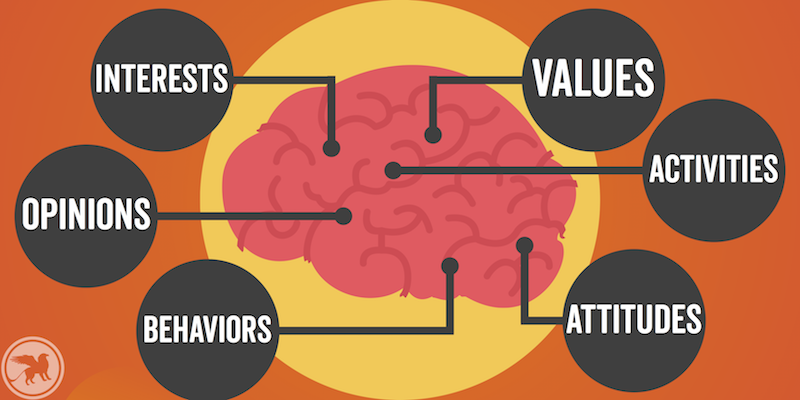 INTERESTS
VALUES
ACTIVITIES
OPINIONS
BEHAVIORS
ATTITUDES